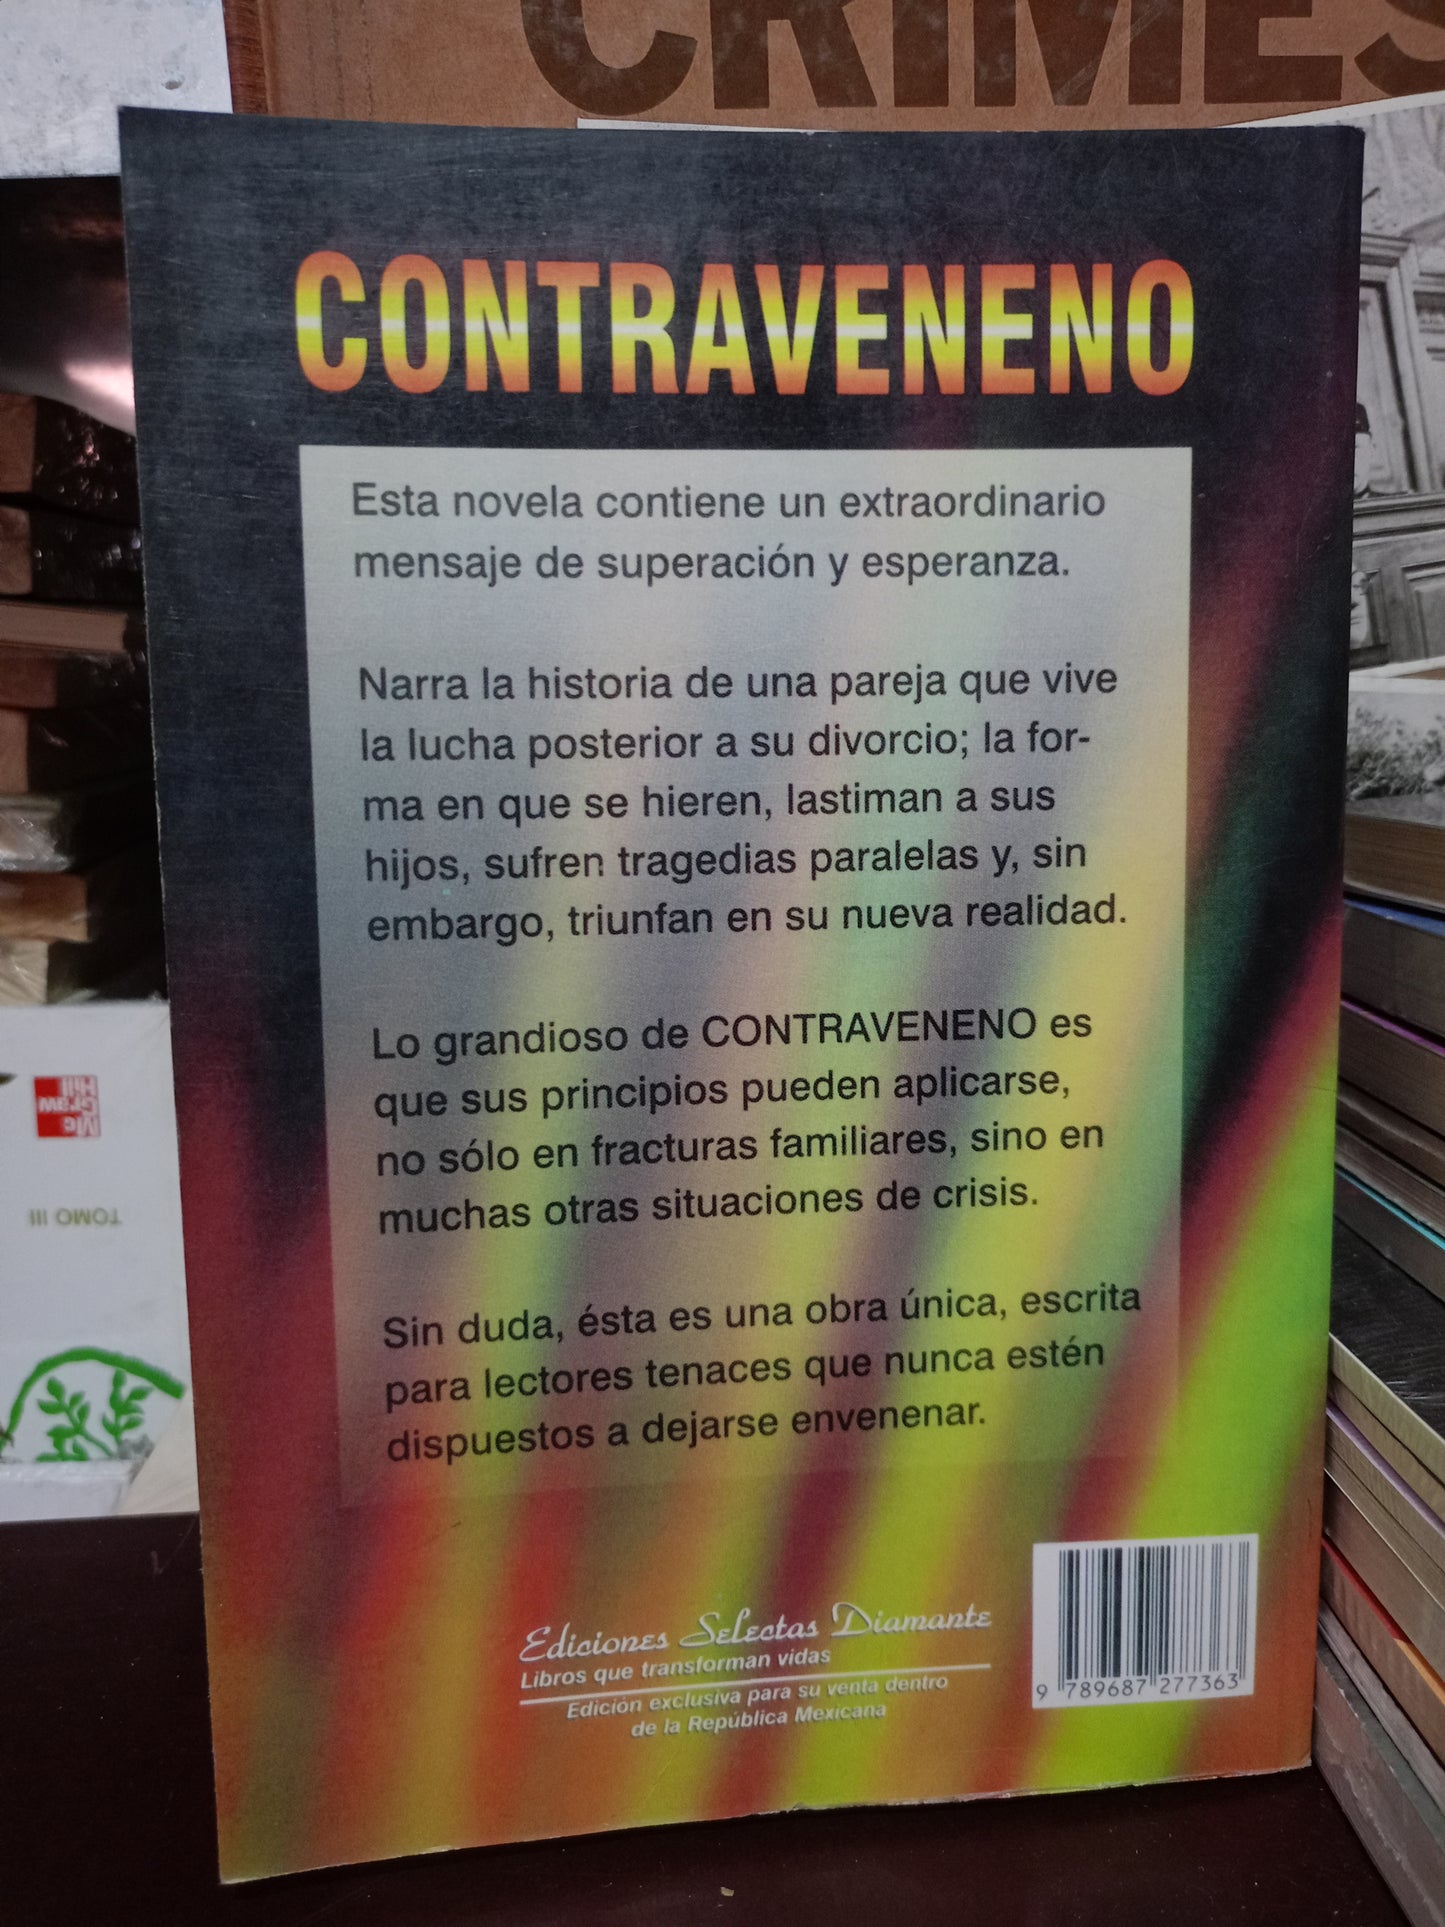 CRIMES
CONTRAVENENO
Esta novela contiene un extraordinario
mensaje de superación y esperanza.
Narra la historia de una pareja que vive
la lucha posterior a su divorcio; la for-
ma en que se hieren, lastiman a sus
hijos, sufren tragedias paralelas y, sin
embargo, triunfan en su nueva realidad.
Lo grandioso de CONTRAVENENO es
que sus principios pueden aplicarse,
no sólo en fracturas familiares, sino en
muchas otras situaciones de crisis.
Sin duda, ésta es una obra única, escrita
para lectores tenaces que nunca estén
dispuestos a dejarse envenenar.
Ediciones Selectas Diamante
Libros que transforman vidas
Edición exclusiva para su venta dentro
de la República Mexicana
9 789687 277363
Mc
Graw
Hill
TOMO III